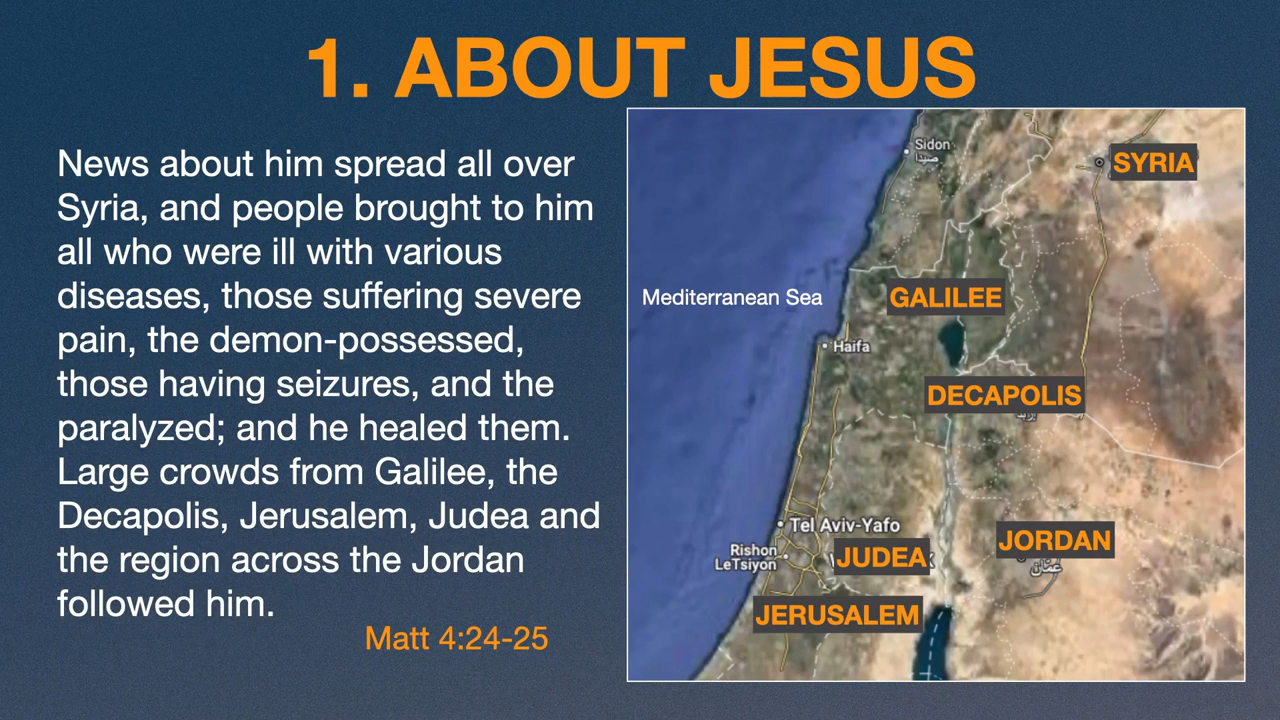 1. ABOUT JESUS
News about him spread all over
Syria, and people brought to him
all who were ill with various
diseases, those suffering severe
pain, the demon-possessed,
those having seizures, and the
paralyzed; and he healed them.
Large crowds from Galilee, the
Decapolis, Jerusalem, Judea and
the region across the Jordan
followed him.
Matt 4:24-25
Sidon
صيدا
SYRIA
Mediterranean Sea
GALILEE
Haifa
DECAPOLIS
Tel Aviv-Yafo
Rishon
LeTsiyon
JUDEA
JORDAN
عمّان
JERUSALEM